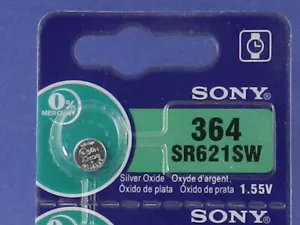 SONY
0%
MERCURY
364
SR621SW
Silver Oxide Oxyde d'argent
Óxido de plata Óxido de prata 1.55V
SONY